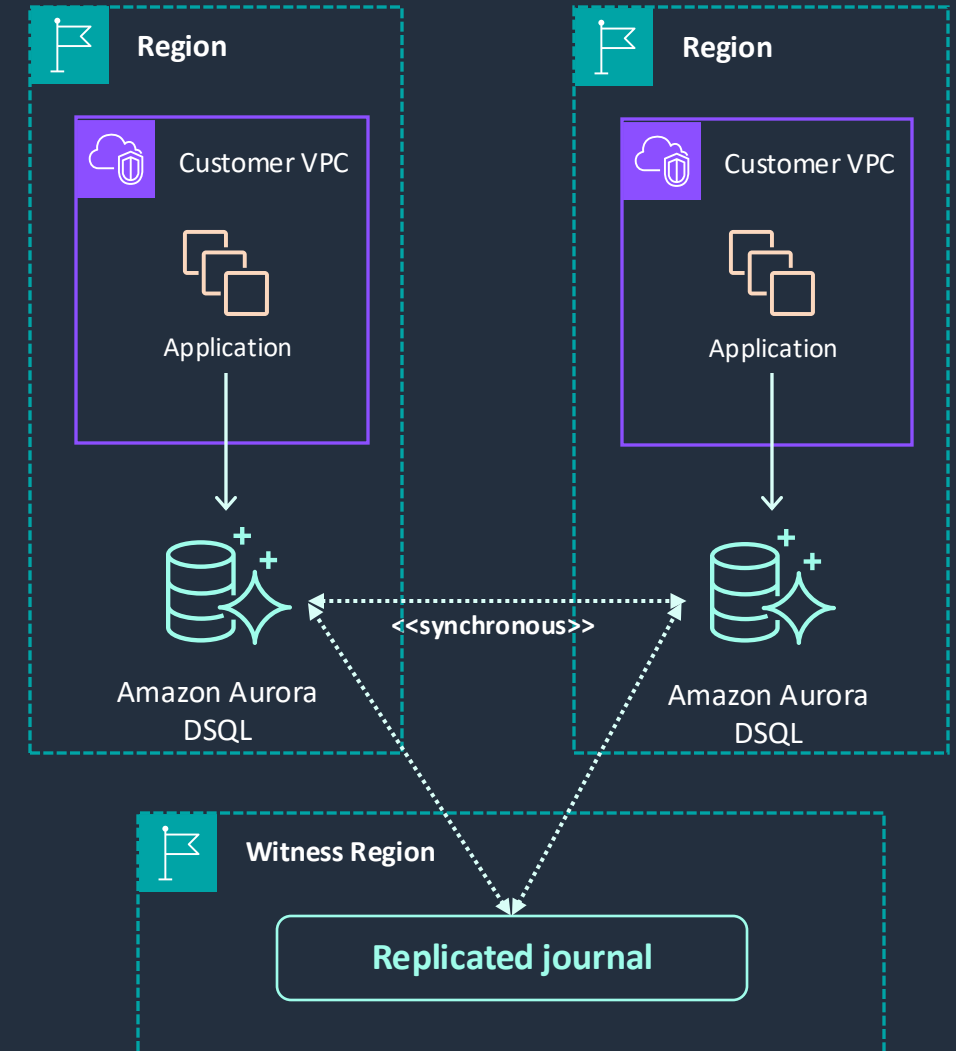 Region
Customer VPC
Application
Amazon Aurora
DSQL
Region
Customer VPC
Application
Amazon Aurora
DSQL
<<synchronous>>
Witness Region
Replicated journal